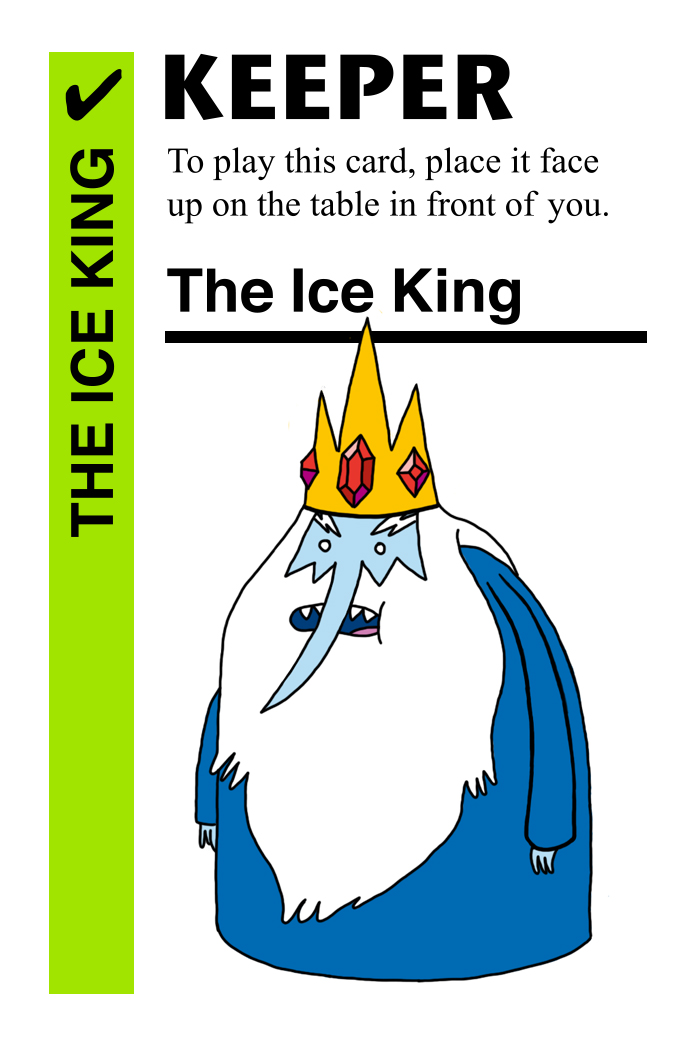 ✔ THE ICE KING
KEEPER
To play this card, place it face
up on the table in front of you.
The Ice King